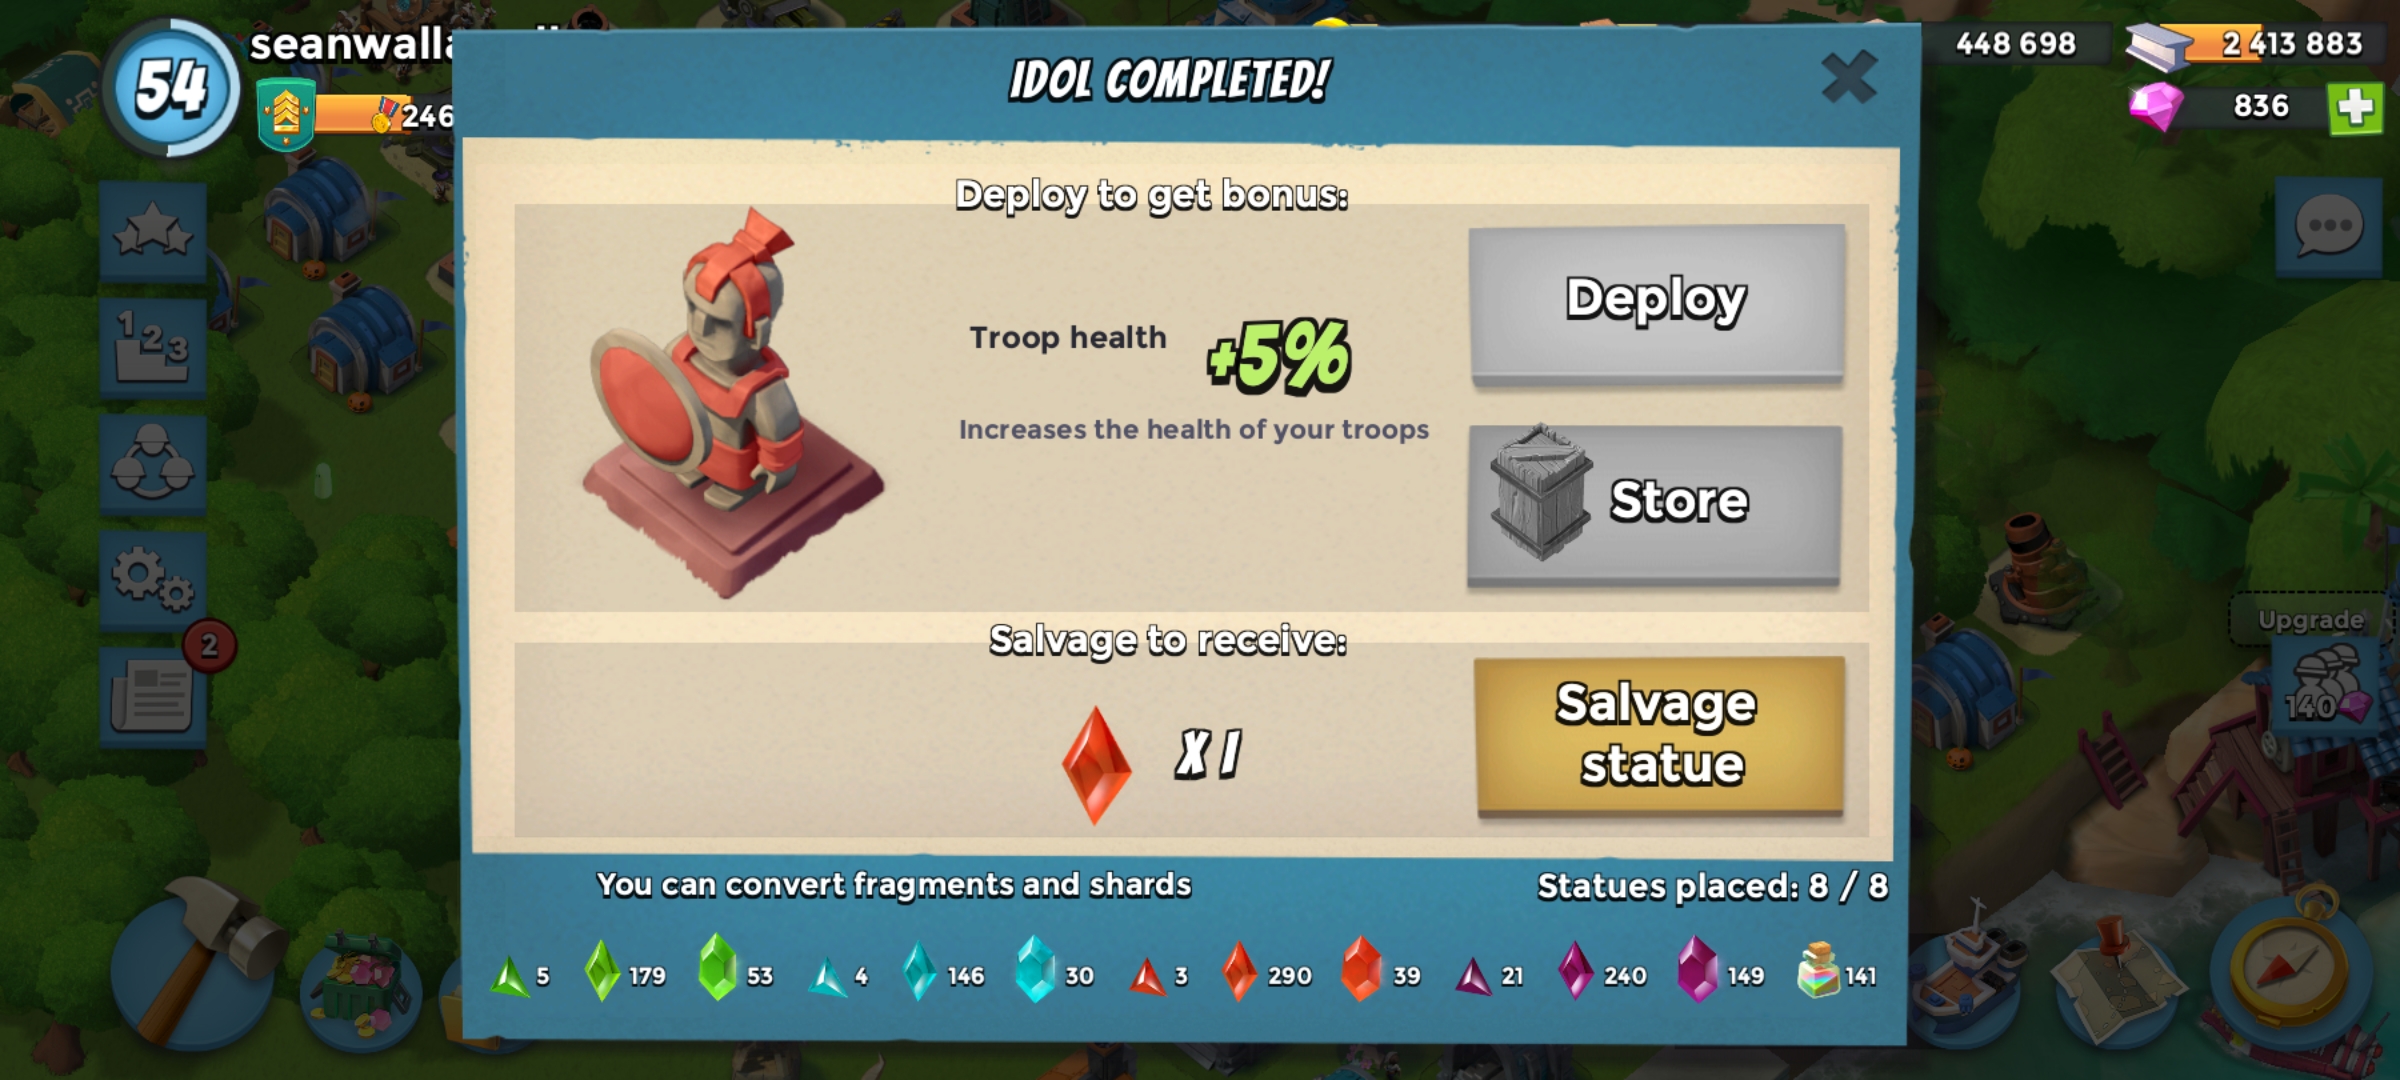 54
246
IDOL COMPLETED!
448 698
2 413 883
836
Deploy to get bonus:
Troop health +5%
Increases the health of your troops
Deploy
Store
1 2 3
2
Upgrade
140
Salvage to receive:
X 1
Salvage
statue
You can convert fragments and shards
Statues placed: 8 / 8
5 179 53 4 146 30 3 290 39 21 240 149 141